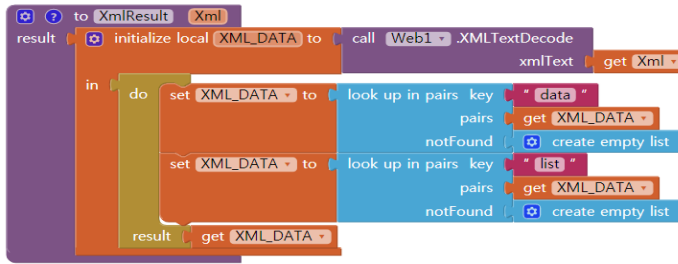 ? to XmlResult Xml
result initialize local XML_DATA to call Web1 .XMLTextDecode
xmlText get Xml
in do set XML_DATA to look up in pairs key " data "
pairs get XML_DATA
notFound create empty list
set XML_DATA to look up in pairs key " list "
pairs get XML_DATA
notFound create empty list
result get XML_DATA